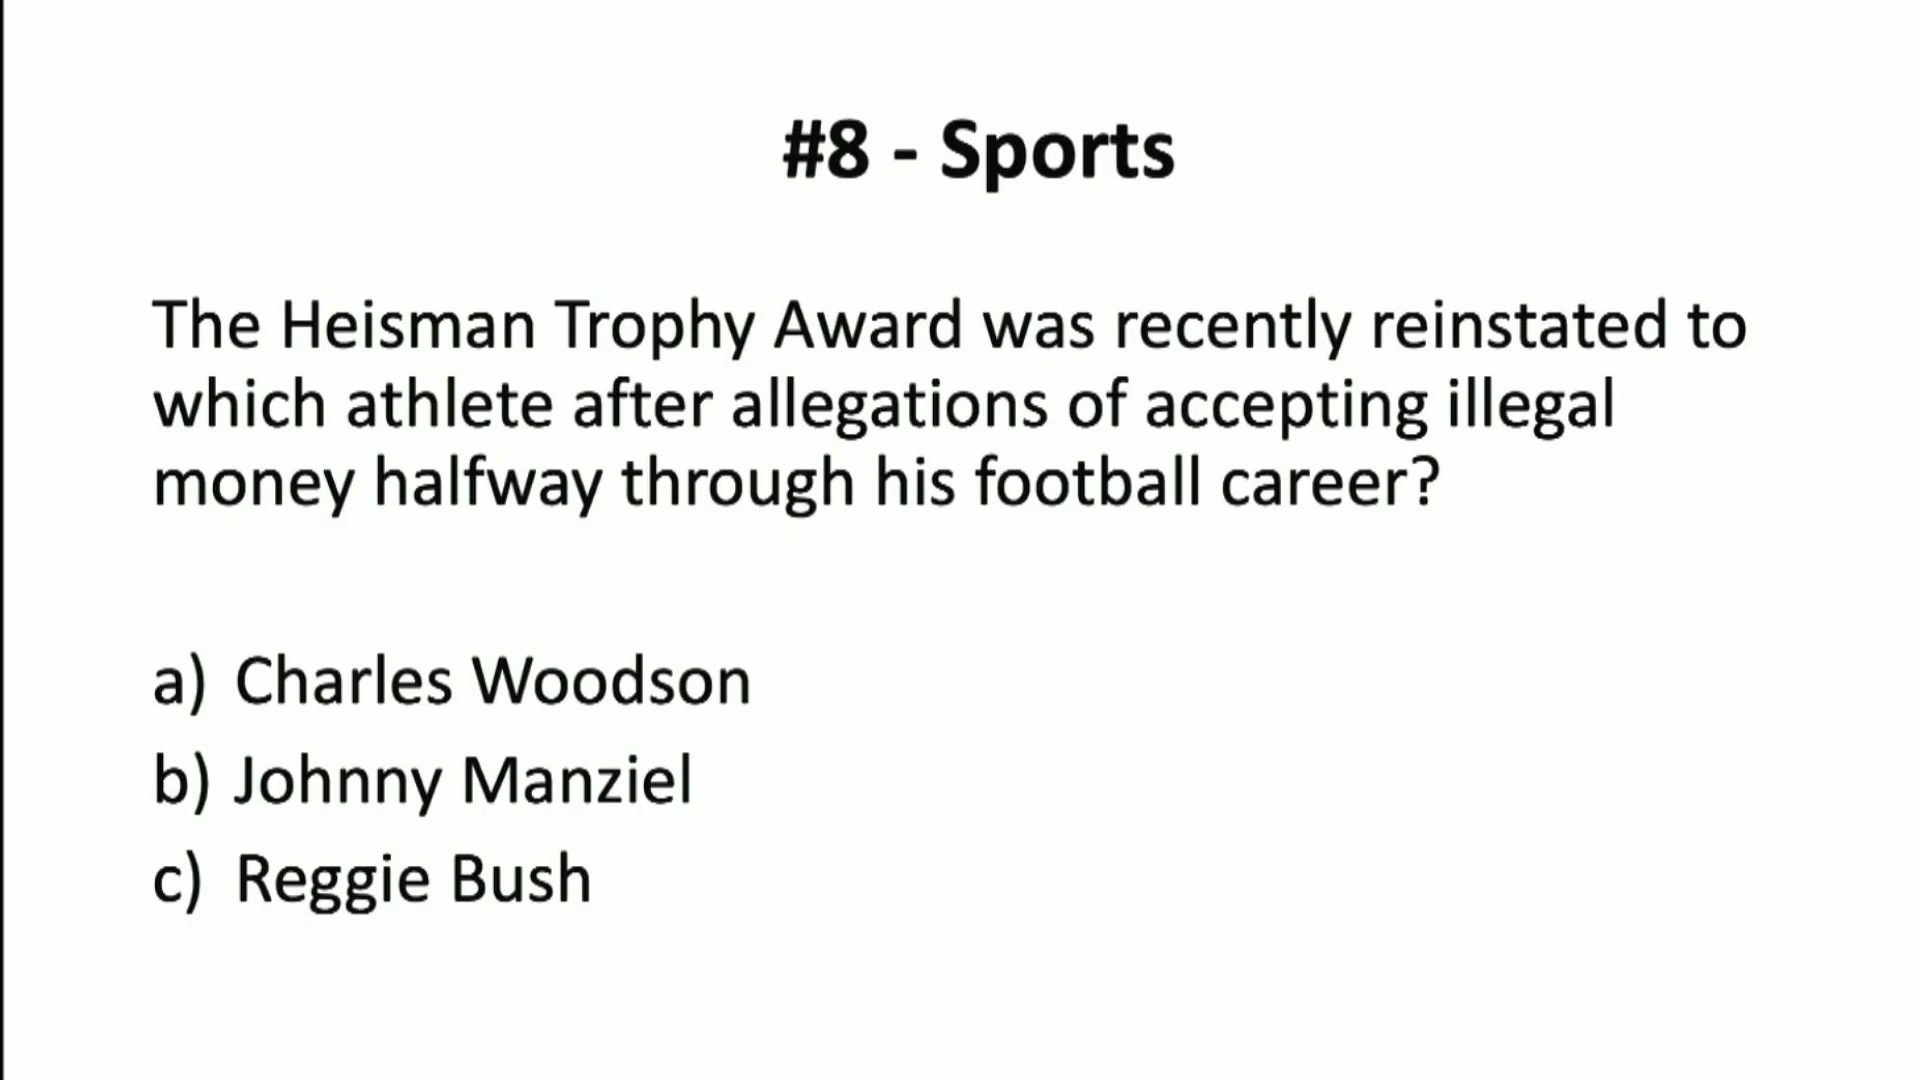 #8 - Sports
The Heisman Trophy Award was recently reinstated to
which athlete after allegations of accepting illegal
money halfway through his football career?
a) Charles Woodson
b) Johnny Manziel
c) Reggie Bush